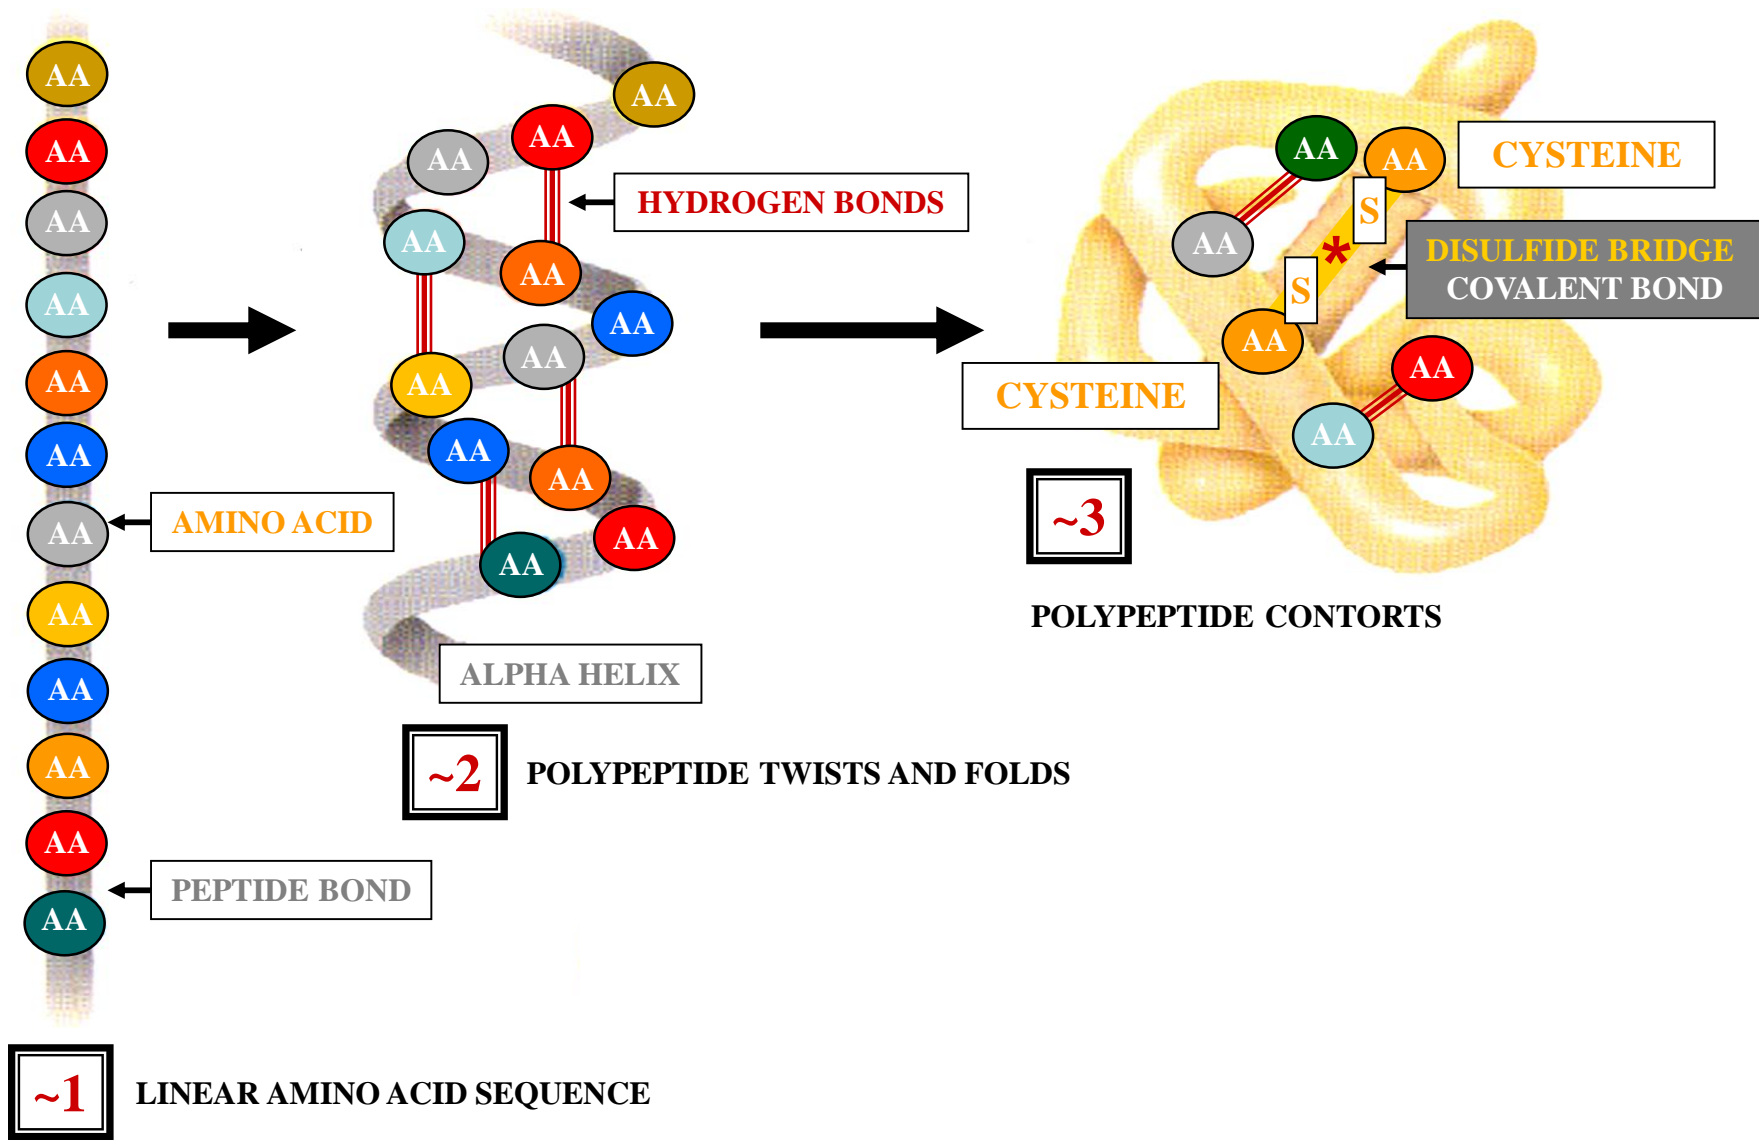 AA
AA
AA
AA
AA
AA
AA
AMINO ACID
AA
AA
AA
AA
PEPTIDE BOND
AA
~1
LINEAR AMINO ACID SEQUENCE
AA
AA
AA
HYDROGEN BONDS
AA
AA
AA
AA
AA
AA
AA
AA
AA
ALPHA HELIX
~2
POLYPEPTIDE TWISTS AND FOLDS
AA
AA
CYSTEINE
S
AA
*
DISULFIDE BRIDGE
COVALENT BOND
S
AA
CYSTEINE
AA
AA
~3
POLYPEPTIDE CONTORTS